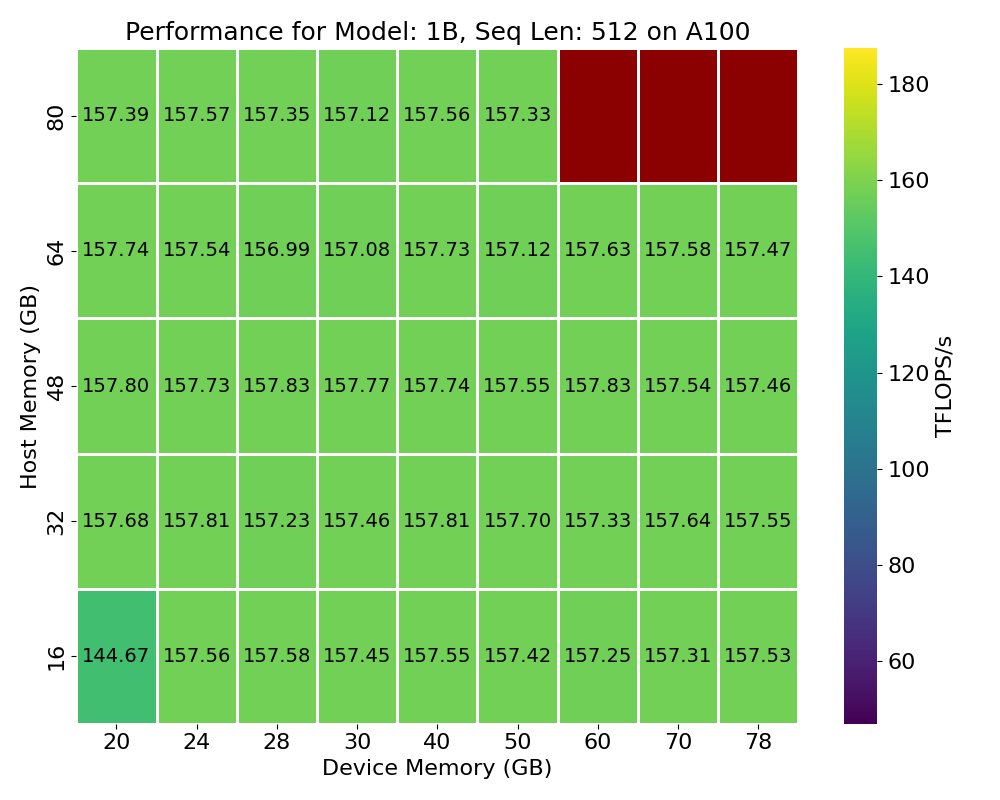 Performance for Model: 1B, Seq Len: 512 on A100
80 157.39 157.57 157.35 157.12 157.56 157.33
64 157.74 157.54 156.99 157.08 157.73 157.12 157.63 157.58 157.47
48 157.80 157.73 157.83 157.77 157.74 157.55 157.83 157.54 157.46
32 157.68 157.81 157.23 157.46 157.81 157.70 157.33 157.64 157.55
16 144.67 157.56 157.58 157.45 157.55 157.42 157.25 157.31 157.53
20 24 28 30 40 50 60 70 78
Host Memory (GB)
Device Memory (GB)
180
160
140
120
100
80
60
TFLOPS/s